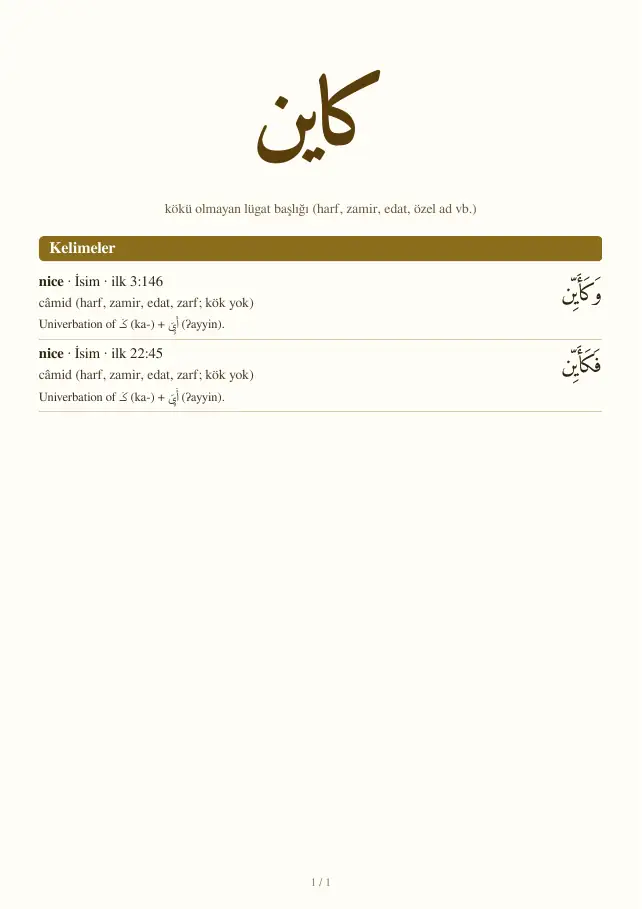 كاين
kökü olmayan lügat başlığı (harf, zamir, edat, özel ad vb.)
Kelimeler
nice · İsim · ilk 3:146 وَكَأَيِّن
câmid (harf, zamir, edat, zarf; kök yok)
Univerbation of كَـ (ka-) + أَيٍّ (ʔayyin).
nice · İsim · ilk 22:45 فَكَأَيِّن
câmid (harf, zamir, edat, zarf; kök yok)
Univerbation of كَـ (ka-) + أَيٍّ (ʔayyin).
1 / 1